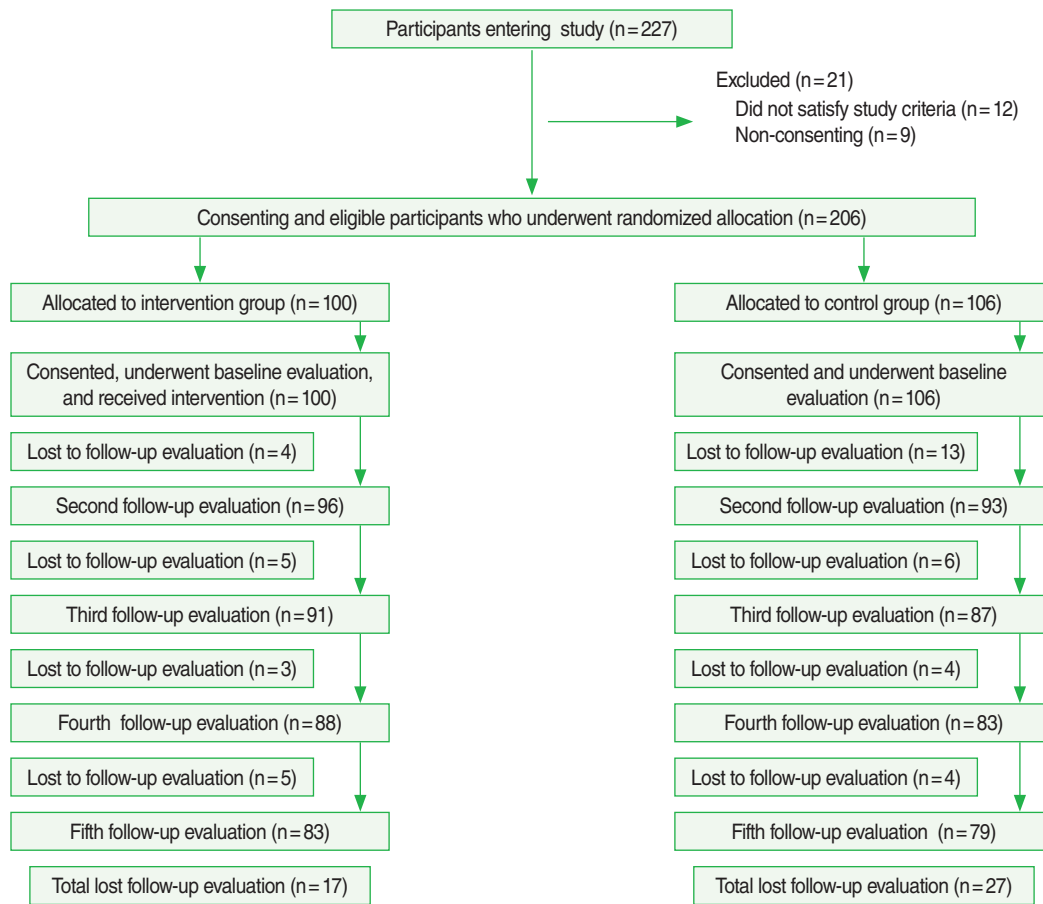 Participants entering study (n=227)
Excluded (n=21)
Did not satisfy study criteria (n=12)
Non-consenting (n=9)
Consenting and eligible participants who underwent randomized allocation (n=206)
Allocated to intervention group (n=100)
Consented, underwent baseline evaluation,
and received intervention (n=100)
Lost to follow-up evaluation (n=4)
Second follow-up evaluation (n=96)
Lost to follow-up evaluation (n=5)
Third follow-up evaluation (n=91)
Lost to follow-up evaluation (n=3)
Fourth follow-up evaluation (n=88)
Lost to follow-up evaluation (n=5)
Fifth follow-up evaluation (n=83)
Total lost follow-up evaluation (n=17)
Allocated to control group (n=106)
Consented and underwent baseline
evaluation (n=106)
Lost to follow-up evaluation (n=13)
Second follow-up evaluation (n=93)
Lost to follow-up evaluation (n=6)
Third follow-up evaluation (n=87)
Lost to follow-up evaluation (n=4)
Fourth follow-up evaluation (n=83)
Lost to follow-up evaluation (n=4)
Fifth follow-up evaluation (n=79)
Total lost follow-up evaluation (n=27)